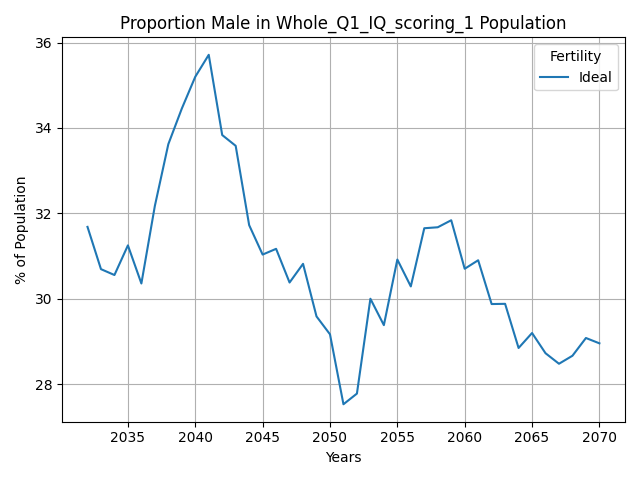 Proportion Male in Whole_Q1_IQ_scoring_1 Population
36
34
32
30
28
% of Population
Fertility
Ideal
2035 2040 2045 2050 2055 2060 2065 2070
Years